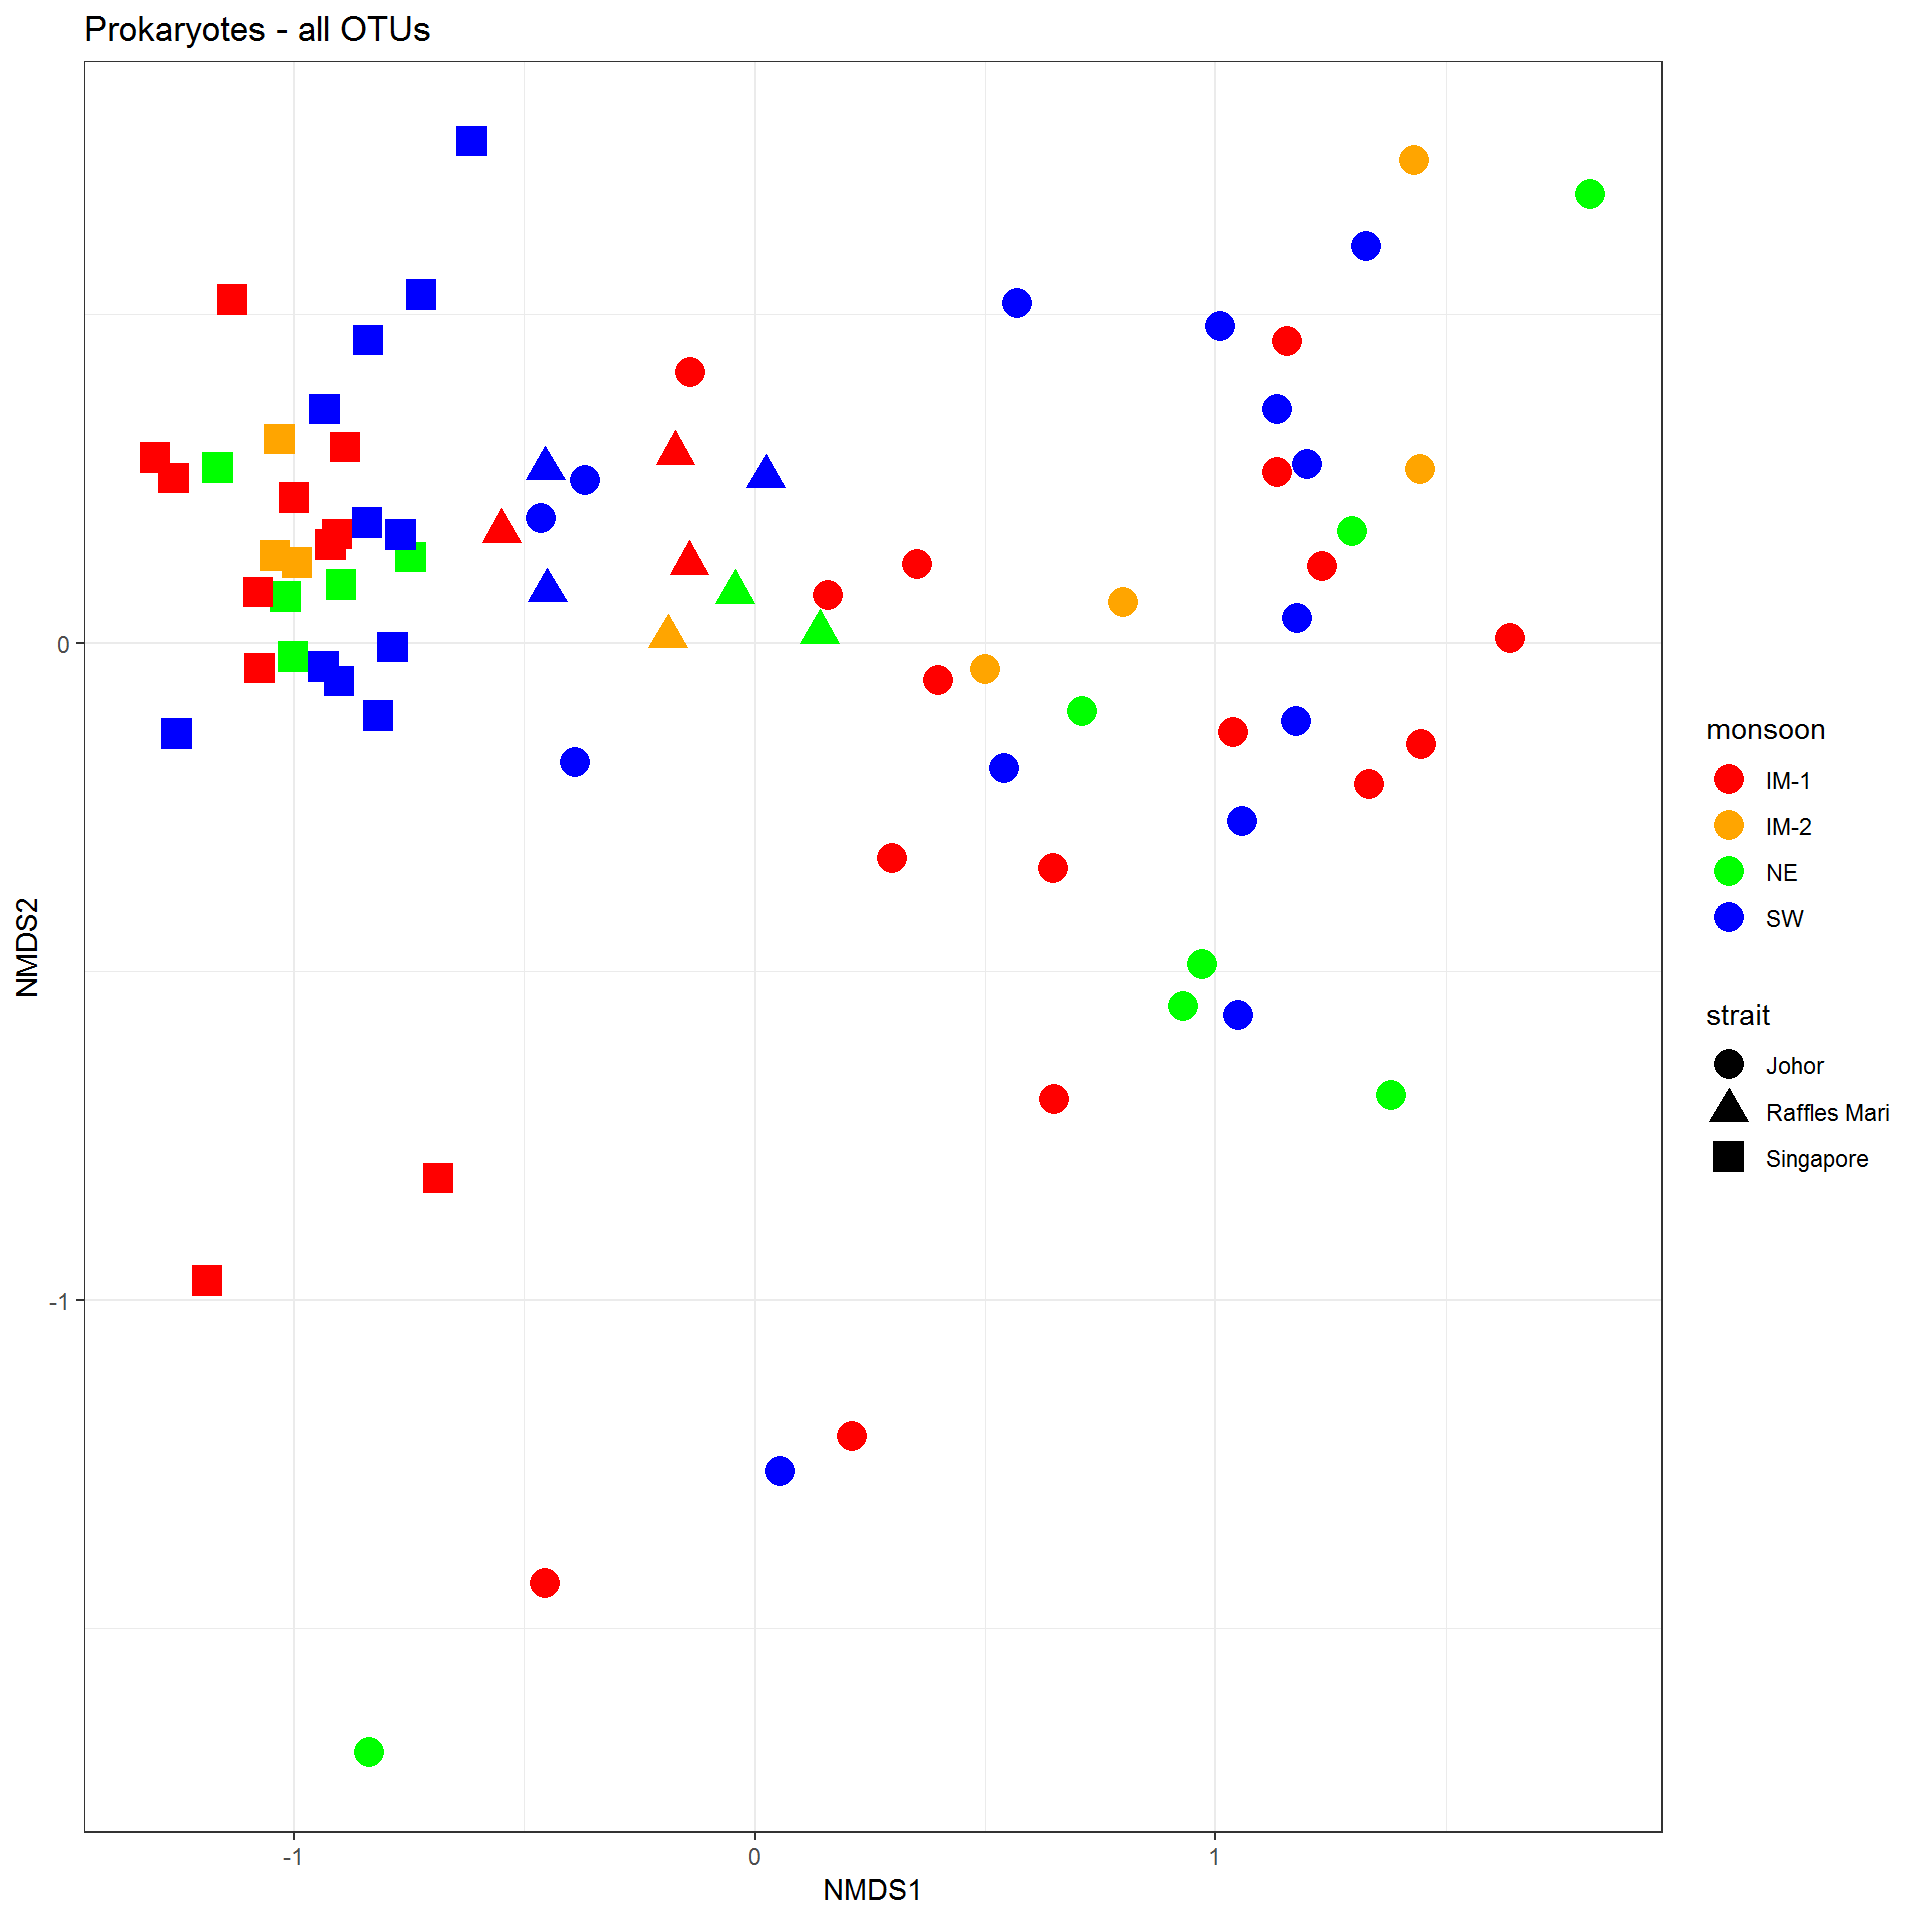 Prokaryotes - all OTUs
0
-1
NMDS2
-1
0
1
NMDS1
monsoon
IM-1
IM-2
NE
SW
strait
Johor
Raffles Mari
Singapore